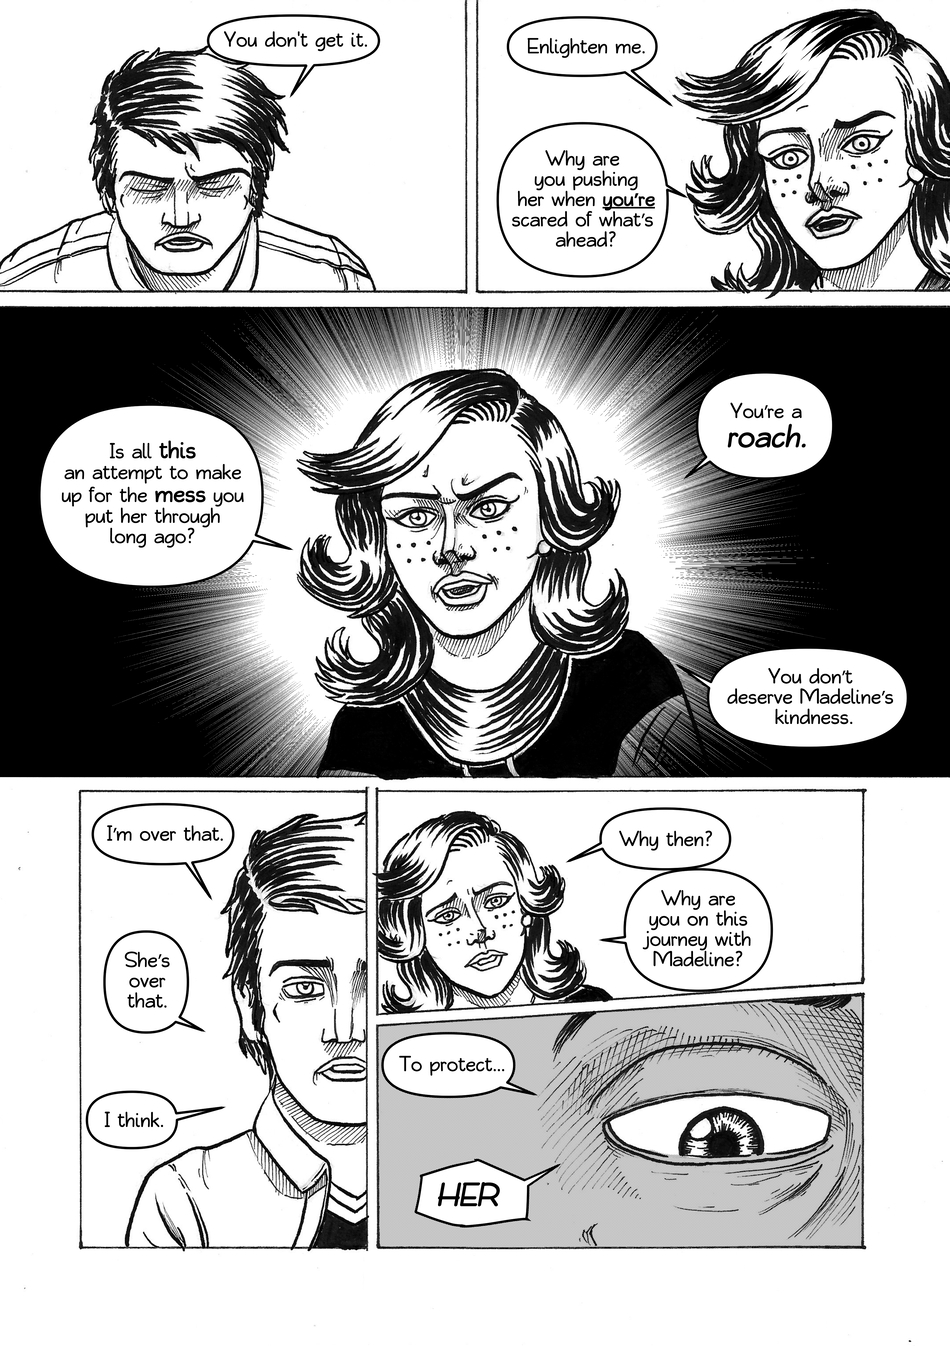 You don't get it.
Enlighten me.
Why are
you pushing
her when you're
scared of what's
ahead?
Is all this
an attempt to make
up for the mess you
put her through
long ago?
You're a
roach.
You don't
deserve Madeline's
kindness.
I'm over that.
She's
over
that.
I think.
Why then?
Why are
you on this
journey with
Madeline?
To protect...
HER